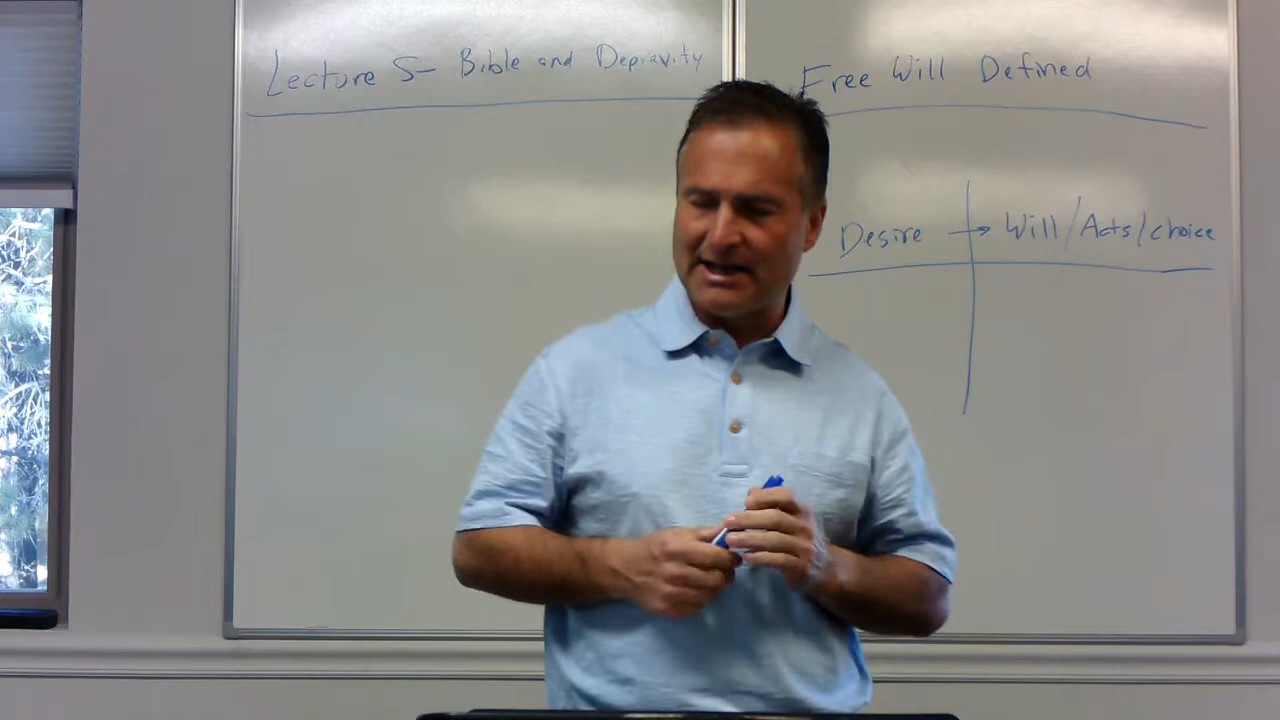 Lecture 5- Bible and Depravity
Free Will Defined
Desire → Will/Acts/choice